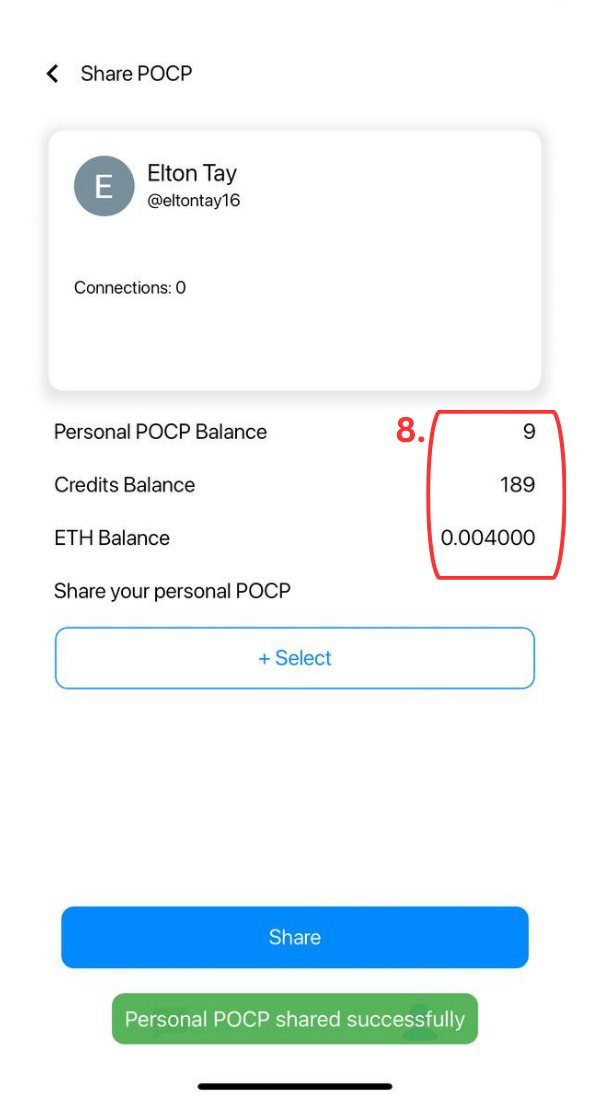 Share POCP
E
Elton Tay
@eltontay16
Connections: 0
Personal POCP Balance 8. 9
Credits Balance 189
ETH Balance 0.004000
Share your personal POCP
+ Select
Share
Personal POCP shared successfully